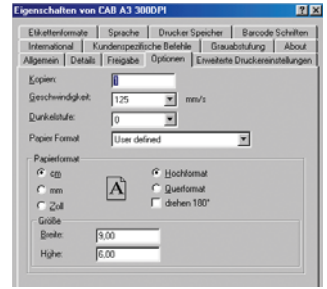 Eigenschaften von CAB A3 300DPI
Etikettenformate Sprache Drucker Speicher Barcode Schriften
International Kundenspezifische Befehle Grauabstufung About
Allgemein Details Freigabe Optionen Erweiterte Druckereinstellungen
Kopien: 1
Geschwindigkeit: 125 mm/s
Dunkelstufe: 0
Papier Format User defined
Papierformat
cm Hochformat
mm A Querformat
Zoll drehen 180°
Größe
Breite: 9,00
Höhe: 6,00